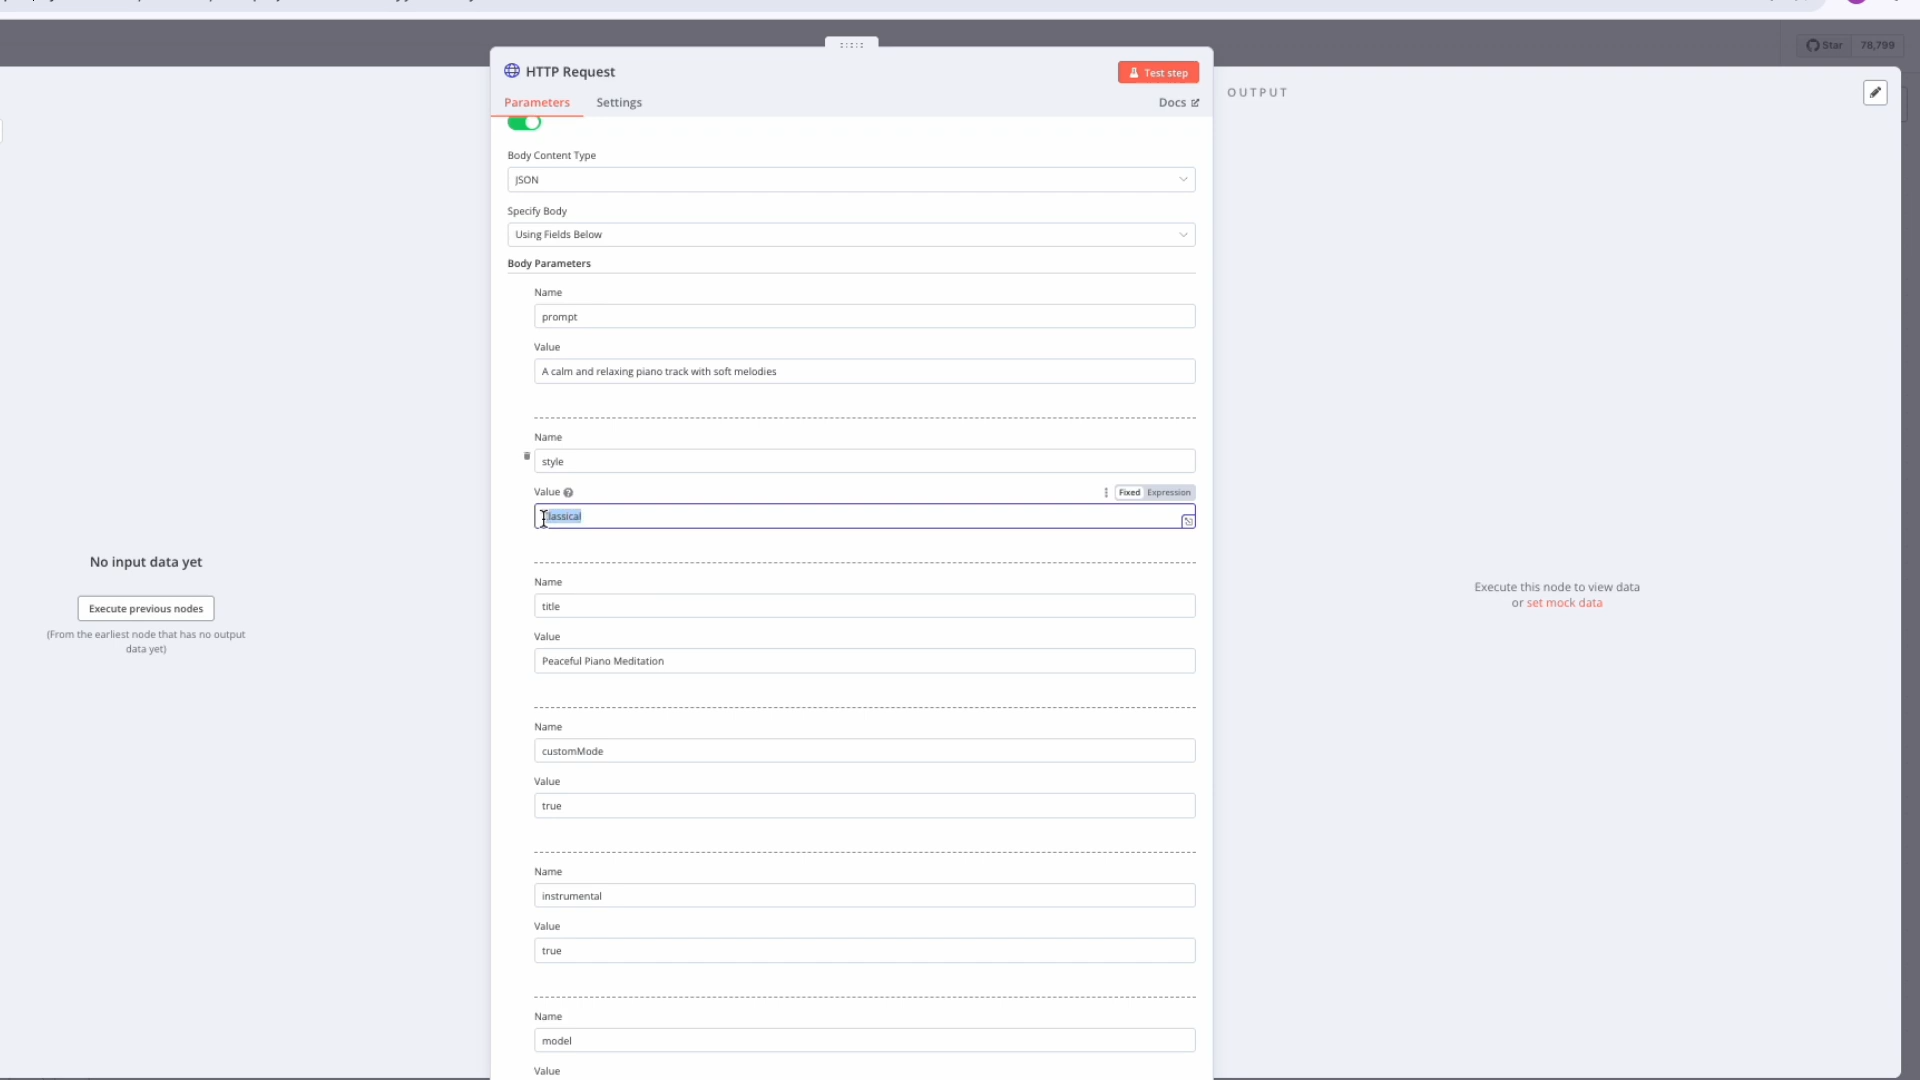 Star 78,799
HTTP Request
Test step
Parameters
Settings
Docs
OUTPUT
Body Content Type
JSON
Specify Body
Using Fields Below
Body Parameters
Name
prompt
Value
A calm and relaxing piano track with soft melodies
Name
style
Value
Fixed Expression
Classical
Name
title
Value
Peaceful Piano Meditation
Name
customMode
Value
true
Name
instrumental
Value
true
Name
model
Value
No input data yet
Execute previous nodes
(From the earliest node that has no output
data yet)
Execute this node to view data
or set mock data